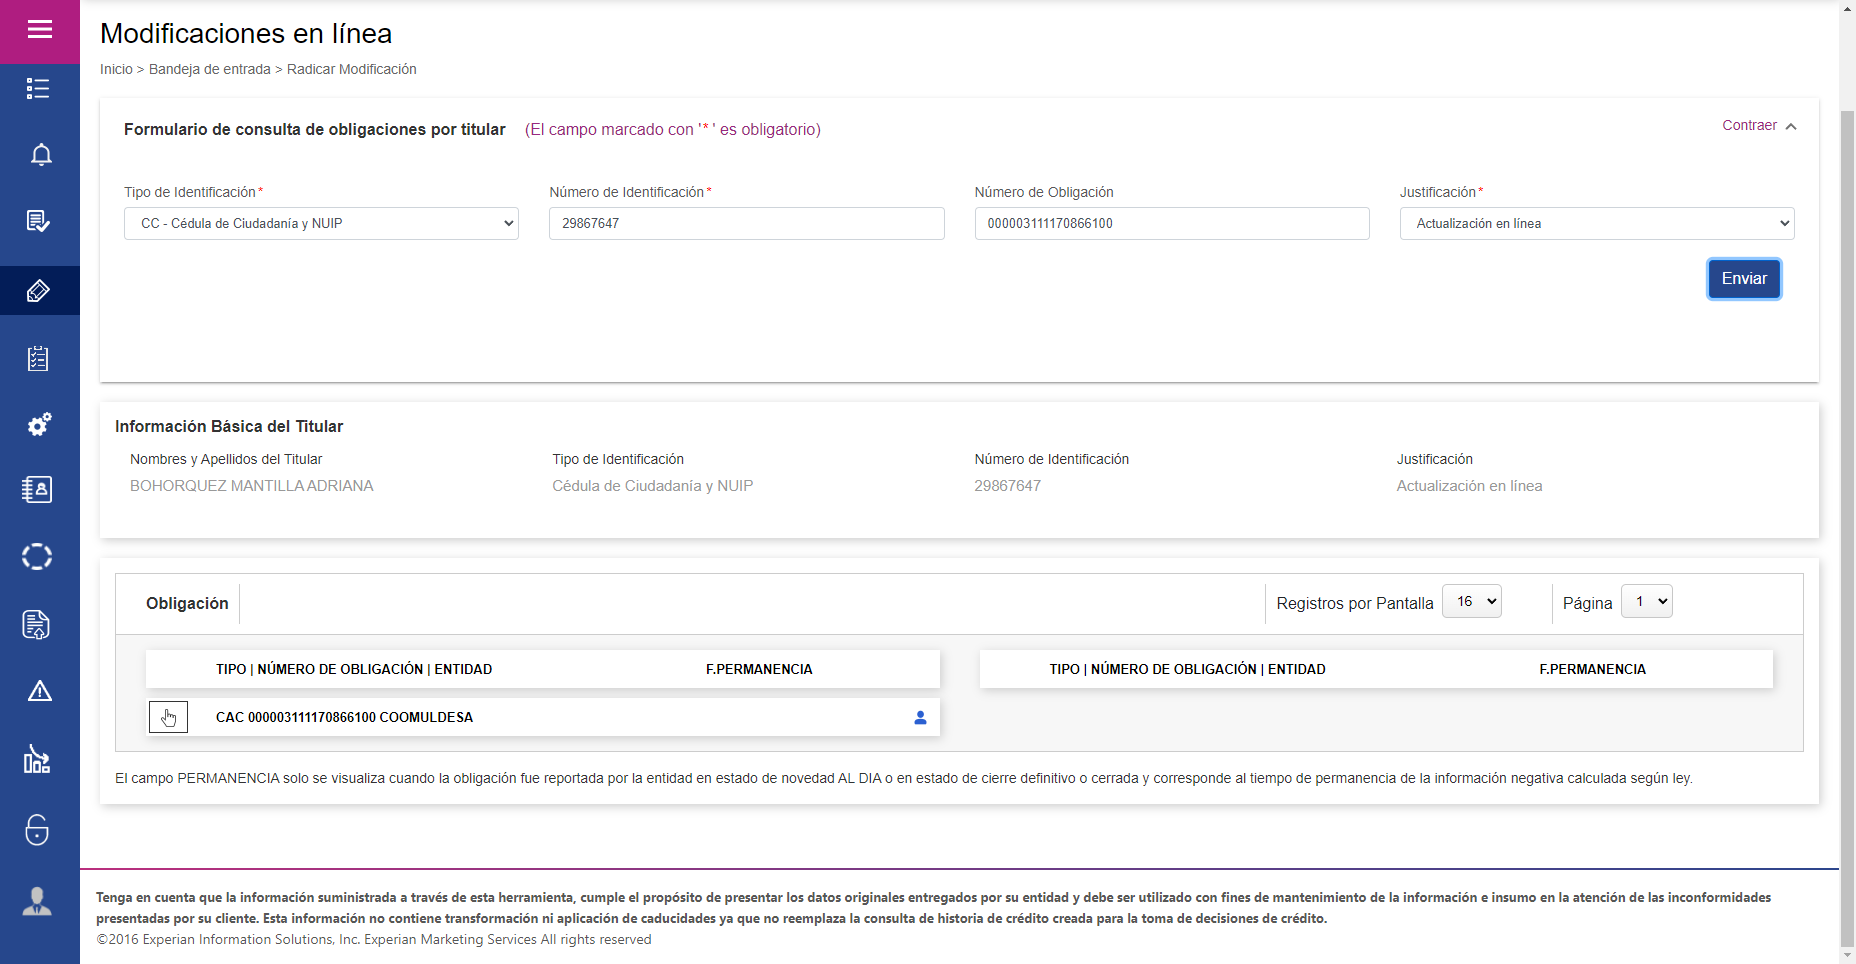 Modificaciones en línea
Inicio > Bandeja de entrada > Radicar Modificación
Formulario de consulta de obligaciones por titular (El campo marcado con '* ' es obligatorio)
Contraer
Tipo de Identificación*
Número de Identificación*
Número de Obligación
Justificación*
CC - Cédula de Ciudadanía y NUIP
29867647
000003111170866100
Actualización en línea
Enviar
Información Básica del Titular
Nombres y Apellidos del Titular
Tipo de Identificación
Número de Identificación
Justificación
BOHORQUEZ MANTILLA ADRIANA
Cédula de Ciudadanía y NUIP
29867647
Actualización en línea
Obligación
Registros por Pantalla 16
Página 1
TIPO | NÚMERO DE OBLIGACIÓN | ENTIDAD
F.PERMANENCIA
TIPO | NÚMERO DE OBLIGACIÓN | ENTIDAD
F.PERMANENCIA
CAC 000003111170866100 COOMULDESA
El campo PERMANENCIA solo se visualiza cuando la obligación fue reportada por la entidad en estado de novedad AL DIA o en estado de cierre definitivo o cerrada y corresponde al tiempo de permanencia de la información negativa calculada según ley.
Tenga en cuenta que la información suministrada a través de esta herramienta, cumple el propósito de presentar los datos originales entregados por su entidad y debe ser utilizado con fines de mantenimiento de la información e insumo en la atención de las inconformidades
presentadas por su cliente. Esta información no contiene transformación ni aplicación de caducidades ya que no reemplaza la consulta de historia de crédito creada para la toma de decisiones de crédito.
©2016 Experian Information Solutions, Inc. Experian Marketing Services All rights reserved